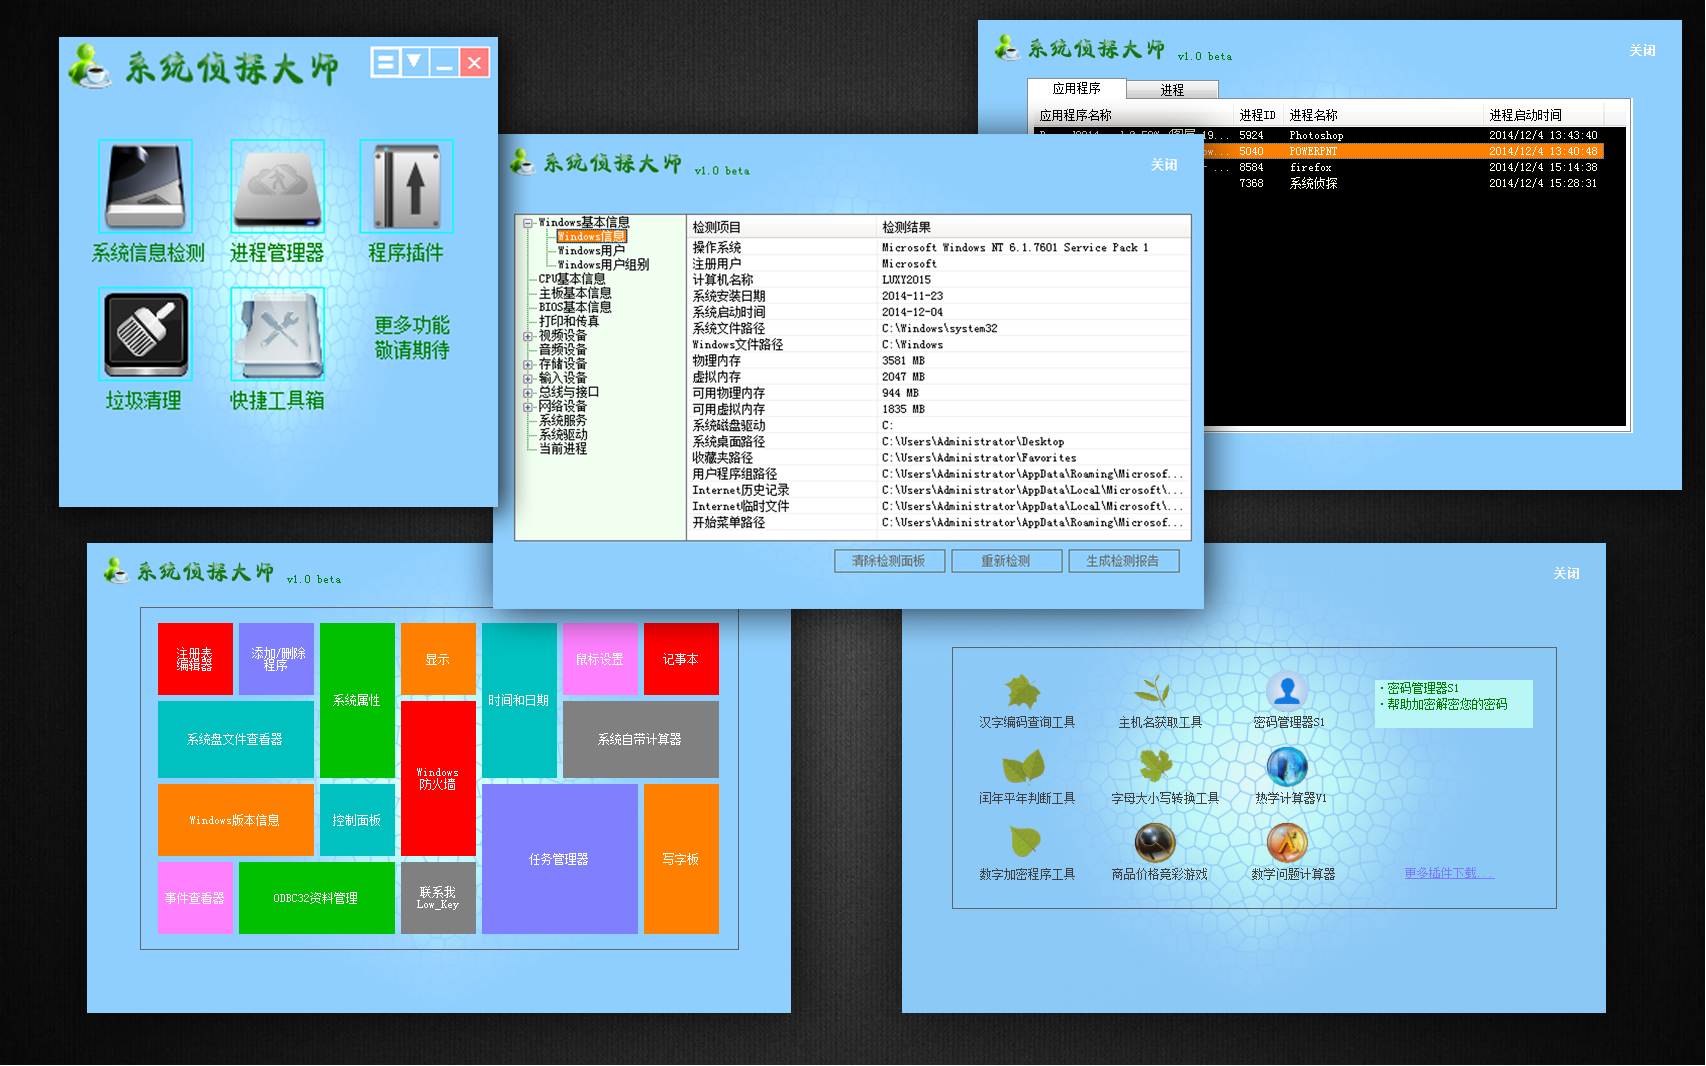 系统侦探大师
系统信息检测
进程管理器
程序插件
垃圾清理
快捷工具箱
更多功能
敬请期待
系统侦探大师 v1.0 beta
关闭
应用程序
进程
应用程序名称 进程ID 进程名称 进程启动时间
5924 Photoshop 2014/12/4 13:43:40
5040 POWERPNT 2014/12/4 13:40:48
8584 firefox 2014/12/4 15:14:38
7368 系统侦探 2014/12/4 15:28:31
系统侦探大师 v1.0 beta
关闭
Windows基本信息
Windows信息
Windows用户
Windows用户组别
CPU基本信息
主板基本信息
BIOS基本信息
打印和传真
视频设备
音频设备
存储设备
输入设备
总线与接口
网络设备
系统服务
系统驱动
当前进程
检测项目 检测结果
操作系统 Microsoft Windows NT 6.1.7601 Service Pack 1
注册用户 Microsoft
计算机名称 LUXY2015
系统安装日期 2014-11-23
系统启动时间 2014-12-04
系统文件路径 C:\Windows\system32
Windows文件路径 C:\Windows
物理内存 3581 MB
虚拟内存 2047 MB
可用物理内存 944 MB
可用虚拟内存 1835 MB
系统磁盘驱动 C:
系统桌面路径 C:\Users\Administrator\Desktop
收藏夹路径 C:\Users\Administrator\Favorites
用户程序组路径 C:\Users\Administrator\AppData\Roaming\Microsof...
Internet历史记录 C:\Users\Administrator\AppData\Local\Microsoft\...
Internet临时文件 C:\Users\Administrator\AppData\Local\Microsoft\...
开始菜单路径 C:\Users\Administrator\AppData\Roaming\Microsof...
清除检测面板
重新检测
生成检测报告
系统侦探大师 v1.0 beta
注册表
编辑器
添加/删除
程序
系统属性
显示
时间和日期
鼠标设置
记事本
系统盘文件查看器
Windows
防火墙
系统自带计算器
Windows版本信息
控制面板
任务管理器
写字板
事件查看器
ODBC32资料管理
联系我
Low_Key
关闭
汉字编码查询工具
主机名获取工具
密码管理器S1
·密码管理器S1
·帮助加密解密您的密码
闰年平年判断工具
字母大小写转换工具
热学计算器V1
数字加密程序工具
商品价格竞彩游戏
数学问题计算器
更多插件下载...